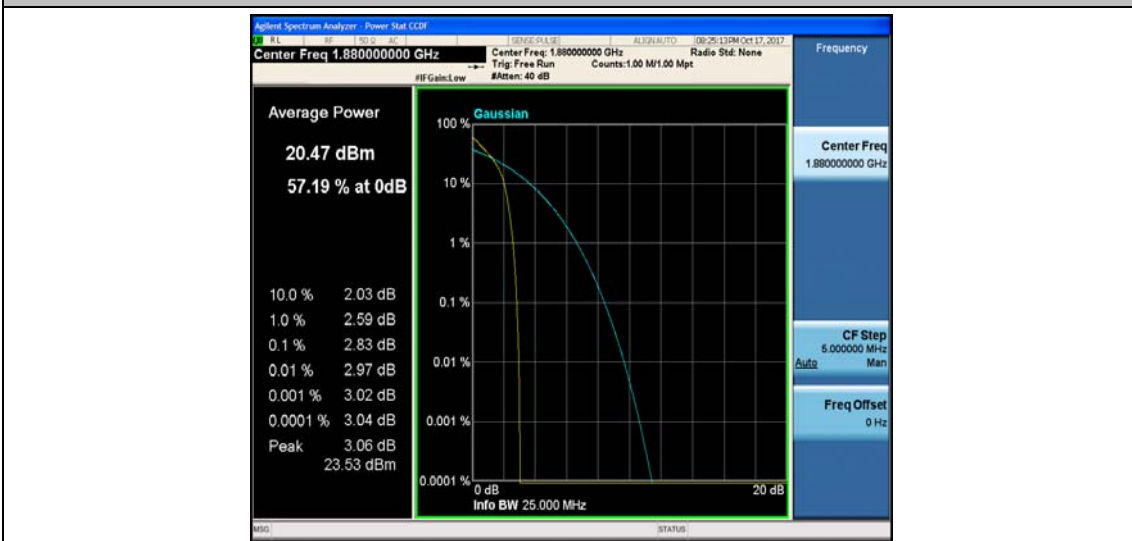 Agilent Spectrum Analyzer - Power Stat CCDF
RL RF 50 Ω AC SENSE:PULSE ALIGN AUTO 08:25:13 PM Oct 17, 2017
Center Freq 1.880000000 GHz
Center Freq: 1.880000000 GHz Radio Std: None
Trig: Free Run Counts:1.00 M/1.00 Mpt
#IFGain:Low #Atten: 40 dB
Frequency
Average Power
20.47 dBm
57.19 % at 0dB
10.0 % 2.03 dB
1.0 % 2.59 dB
0.1 % 2.83 dB
0.01 % 2.97 dB
0.001 % 3.02 dB
0.0001 % 3.04 dB
Peak 3.06 dB
23.53 dBm
Gaussian
100 %
10 %
1 %
0.1 %
0.01 %
0.001 %
0.0001 %
0 dB 20 dB
Info BW 25.000 MHz
Center Freq
1.880000000 GHz
CF Step
5.000000 MHz
Auto Man
Freq Offset
0 Hz
MSG STATUS